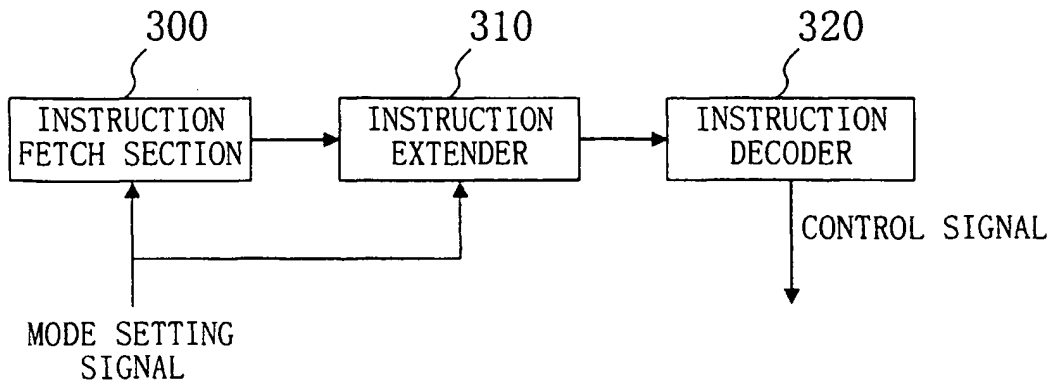 300
310
320
INSTRUCTION
FETCH SECTION
INSTRUCTION
EXTENDER
INSTRUCTION
DECODER
CONTROL SIGNAL
MODE SETTING
SIGNAL